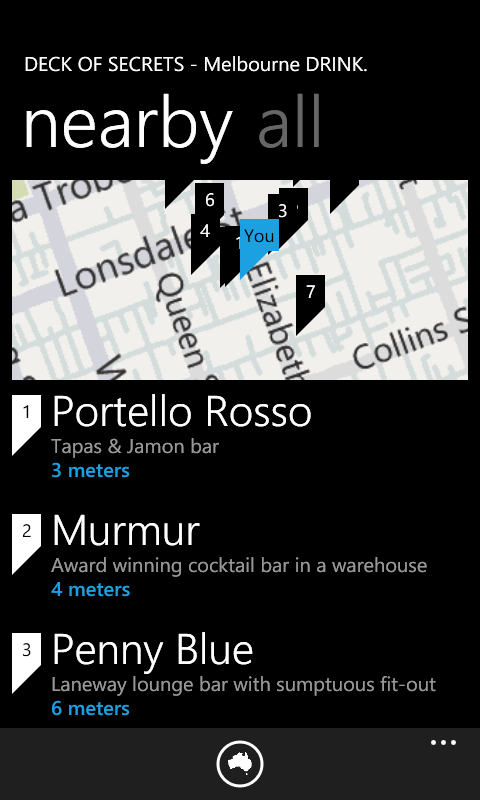 DECK OF SECRETS - Melbourne DRINK.
nearby all
Lonsdale St
6
3
4
You
Queen
Elizabeth
7
Collins S
1
Portello Rosso
Tapas & Jamon bar
3 meters
2
Murmur
Award winning cocktail bar in a warehouse
4 meters
3
Penny Blue
Laneway lounge bar with sumptuous fit-out
6 meters